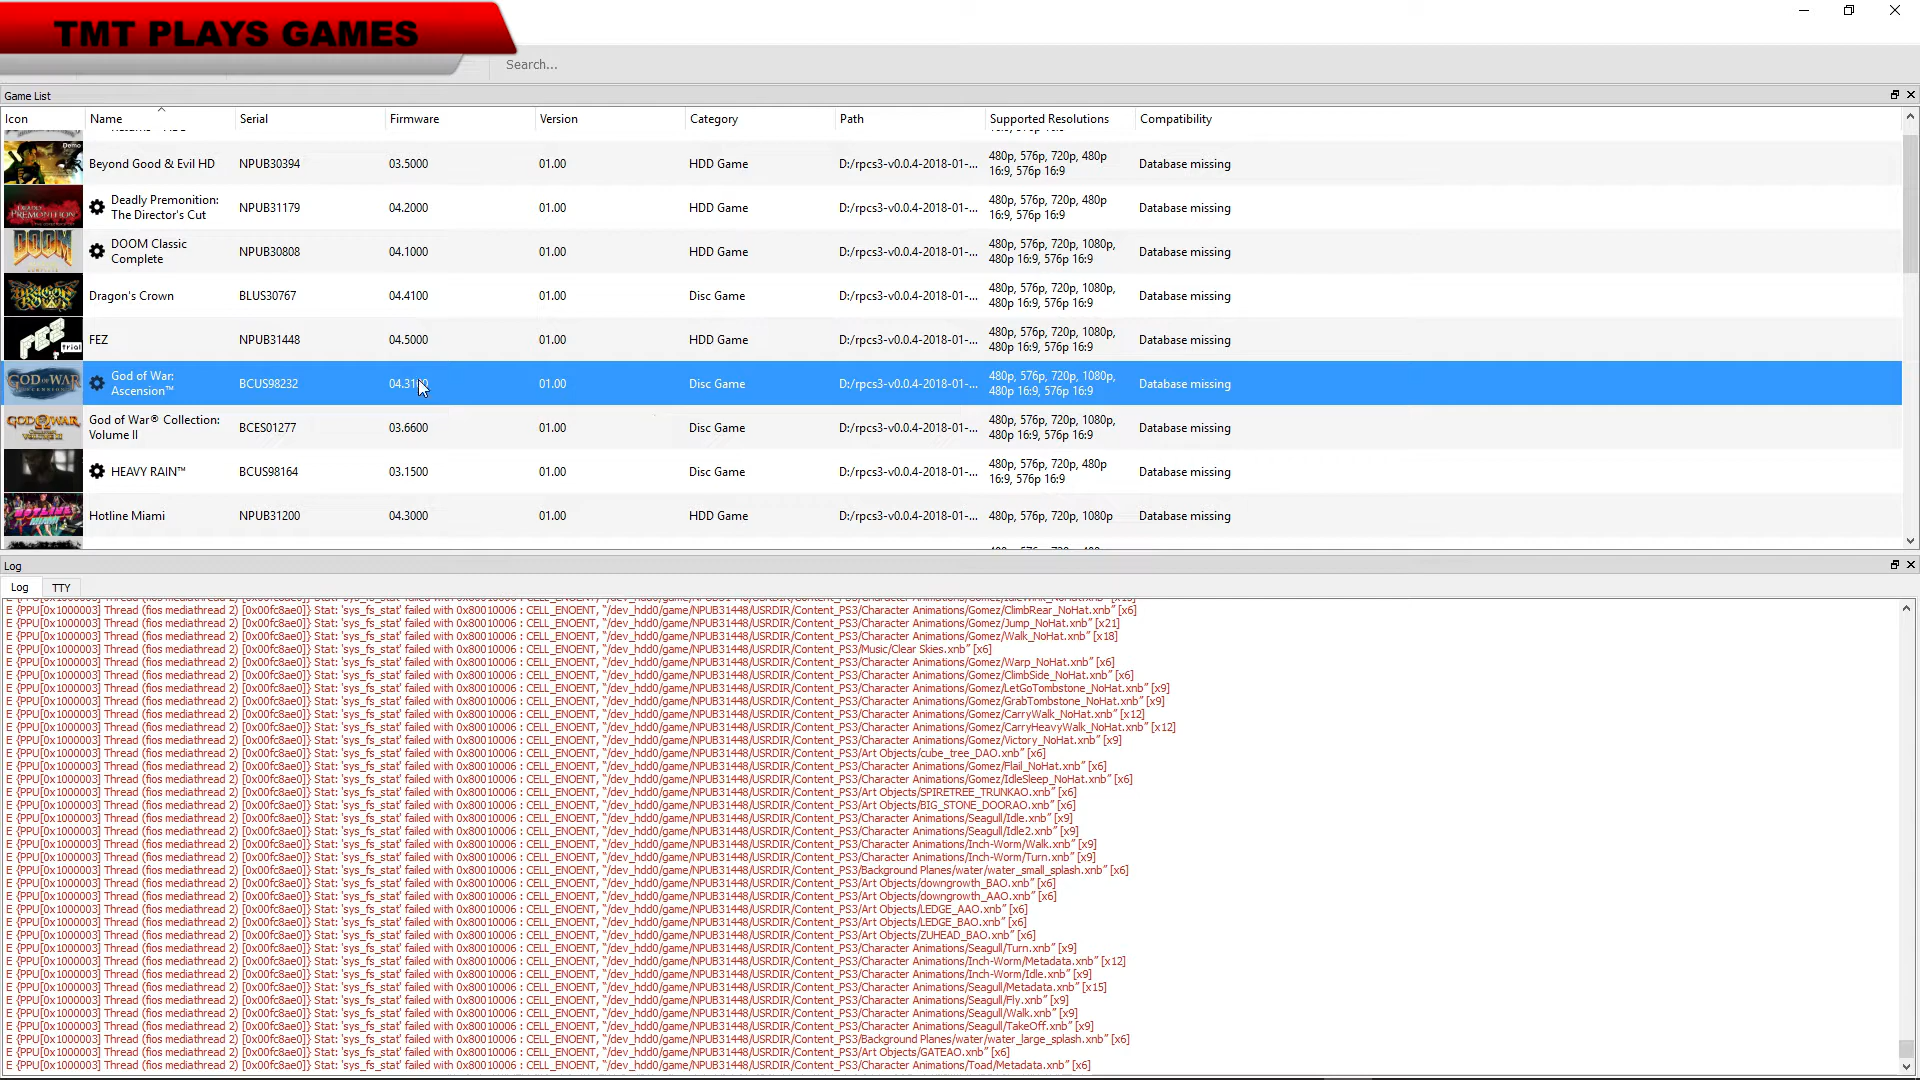 TMT PLAYS GAMES
Search...
Game List
Icon Name Serial Firmware Version Category Path Supported Resolutions Compatibility
Beyond Good & Evil HD NPUB30394 03.5000 01.00 HDD Game D:/rpcs3-v0.0.4-2018-01-... 480p, 576p, 720p, 480p 16:9, 576p 16:9 Database missing
Deadly Premonition: The Director's Cut NPUB31179 04.2000 01.00 HDD Game D:/rpcs3-v0.0.4-2018-01-... 480p, 576p, 720p, 480p 16:9, 576p 16:9 Database missing
DOOM Classic Complete NPUB30808 04.1000 01.00 HDD Game D:/rpcs3-v0.0.4-2018-01-... 480p, 576p, 720p, 1080p, 480p 16:9, 576p 16:9 Database missing
Dragon's Crown BLUS30767 04.4100 01.00 Disc Game D:/rpcs3-v0.0.4-2018-01-... 480p, 576p, 720p, 1080p, 480p 16:9, 576p 16:9 Database missing
FEZ NPUB31448 04.5000 01.00 HDD Game D:/rpcs3-v0.0.4-2018-01-... 480p, 576p, 720p, 1080p, 480p 16:9, 576p 16:9 Database missing
God of War: Ascension™ BCUS98232 04.3100 01.00 Disc Game D:/rpcs3-v0.0.4-2018-01-... 480p, 576p, 720p, 1080p, 480p 16:9, 576p 16:9 Database missing
God of War® Collection: Volume II BCES01277 03.6600 01.00 Disc Game D:/rpcs3-v0.0.4-2018-01-... 480p, 576p, 720p, 1080p, 480p 16:9, 576p 16:9 Database missing
HEAVY RAIN™ BCUS98164 03.1500 01.00 Disc Game D:/rpcs3-v0.0.4-2018-01-... 480p, 576p, 720p, 480p 16:9, 576p 16:9 Database missing
Hotline Miami NPUB31200 04.3000 01.00 HDD Game D:/rpcs3-v0.0.4-2018-01-... 480p, 576p, 720p, 1080p Database missing
Log
Log TTY
E {PPU[0x1000003] Thread (fios mediathread 2) [0x00fc8ae0]} Stat: 'sys_fs_stat' failed with 0x80010006 : CELL_ENOENT, “/dev_hdd0/game/NPUB31448/USRDIR/Content_PS3/Character Animations/Gomez/ClimbRear_NoHat.xnb” [x6]
E {PPU[0x1000003] Thread (fios mediathread 2) [0x00fc8ae0]} Stat: 'sys_fs_stat' failed with 0x80010006 : CELL_ENOENT, “/dev_hdd0/game/NPUB31448/USRDIR/Content_PS3/Character Animations/Gomez/Jump_NoHat.xnb” [x21]
E {PPU[0x1000003] Thread (fios mediathread 2) [0x00fc8ae0]} Stat: 'sys_fs_stat' failed with 0x80010006 : CELL_ENOENT, “/dev_hdd0/game/NPUB31448/USRDIR/Content_PS3/Character Animations/Gomez/Walk_NoHat.xnb” [x18]
E {PPU[0x1000003] Thread (fios mediathread 2) [0x00fc8ae0]} Stat: 'sys_fs_stat' failed with 0x80010006 : CELL_ENOENT, “/dev_hdd0/game/NPUB31448/USRDIR/Content_PS3/Music/Clear Skies.xnb” [x6]
E {PPU[0x1000003] Thread (fios mediathread 2) [0x00fc8ae0]} Stat: 'sys_fs_stat' failed with 0x80010006 : CELL_ENOENT, “/dev_hdd0/game/NPUB31448/USRDIR/Content_PS3/Character Animations/Gomez/Warp_NoHat.xnb” [x6]
E {PPU[0x1000003] Thread (fios mediathread 2) [0x00fc8ae0]} Stat: 'sys_fs_stat' failed with 0x80010006 : CELL_ENOENT, “/dev_hdd0/game/NPUB31448/USRDIR/Content_PS3/Character Animations/Gomez/ClimbSide_NoHat.xnb” [x6]
E {PPU[0x1000003] Thread (fios mediathread 2) [0x00fc8ae0]} Stat: 'sys_fs_stat' failed with 0x80010006 : CELL_ENOENT, “/dev_hdd0/game/NPUB31448/USRDIR/Content_PS3/Character Animations/Gomez/LetGoTombstone_NoHat.xnb” [x9]
E {PPU[0x1000003] Thread (fios mediathread 2) [0x00fc8ae0]} Stat: 'sys_fs_stat' failed with 0x80010006 : CELL_ENOENT, “/dev_hdd0/game/NPUB31448/USRDIR/Content_PS3/Character Animations/Gomez/GrabTombstone_NoHat.xnb” [x9]
E {PPU[0x1000003] Thread (fios mediathread 2) [0x00fc8ae0]} Stat: 'sys_fs_stat' failed with 0x80010006 : CELL_ENOENT, “/dev_hdd0/game/NPUB31448/USRDIR/Content_PS3/Character Animations/Gomez/CarryWalk_NoHat.xnb” [x12]
E {PPU[0x1000003] Thread (fios mediathread 2) [0x00fc8ae0]} Stat: 'sys_fs_stat' failed with 0x80010006 : CELL_ENOENT, “/dev_hdd0/game/NPUB31448/USRDIR/Content_PS3/Character Animations/Gomez/CarryHeavyWalk_NoHat.xnb” [x12]
E {PPU[0x1000003] Thread (fios mediathread 2) [0x00fc8ae0]} Stat: 'sys_fs_stat' failed with 0x80010006 : CELL_ENOENT, “/dev_hdd0/game/NPUB31448/USRDIR/Content_PS3/Character Animations/Gomez/Victory_NoHat.xnb” [x9]
E {PPU[0x1000003] Thread (fios mediathread 2) [0x00fc8ae0]} Stat: 'sys_fs_stat' failed with 0x80010006 : CELL_ENOENT, “/dev_hdd0/game/NPUB31448/USRDIR/Content_PS3/Art Objects/cube_tree_DAO.xnb” [x6]
E {PPU[0x1000003] Thread (fios mediathread 2) [0x00fc8ae0]} Stat: 'sys_fs_stat' failed with 0x80010006 : CELL_ENOENT, “/dev_hdd0/game/NPUB31448/USRDIR/Content_PS3/Character Animations/Gomez/Flail_NoHat.xnb” [x6]
E {PPU[0x1000003] Thread (fios mediathread 2) [0x00fc8ae0]} Stat: 'sys_fs_stat' failed with 0x80010006 : CELL_ENOENT, “/dev_hdd0/game/NPUB31448/USRDIR/Content_PS3/Character Animations/Gomez/IdleSleep_NoHat.xnb” [x6]
E {PPU[0x1000003] Thread (fios mediathread 2) [0x00fc8ae0]} Stat: 'sys_fs_stat' failed with 0x80010006 : CELL_ENOENT, “/dev_hdd0/game/NPUB31448/USRDIR/Content_PS3/Art Objects/SPIRETREE_TRUNKAO.xnb” [x6]
E {PPU[0x1000003] Thread (fios mediathread 2) [0x00fc8ae0]} Stat: 'sys_fs_stat' failed with 0x80010006 : CELL_ENOENT, “/dev_hdd0/game/NPUB31448/USRDIR/Content_PS3/Art Objects/BIG_STONE_DOORAO.xnb” [x6]
E {PPU[0x1000003] Thread (fios mediathread 2) [0x00fc8ae0]} Stat: 'sys_fs_stat' failed with 0x80010006 : CELL_ENOENT, “/dev_hdd0/game/NPUB31448/USRDIR/Content_PS3/Character Animations/Seagull/Idle.xnb” [x9]
E {PPU[0x1000003] Thread (fios mediathread 2) [0x00fc8ae0]} Stat: 'sys_fs_stat' failed with 0x80010006 : CELL_ENOENT, “/dev_hdd0/game/NPUB31448/USRDIR/Content_PS3/Character Animations/Seagull/Idle2.xnb” [x9]
E {PPU[0x1000003] Thread (fios mediathread 2) [0x00fc8ae0]} Stat: 'sys_fs_stat' failed with 0x80010006 : CELL_ENOENT, “/dev_hdd0/game/NPUB31448/USRDIR/Content_PS3/Character Animations/Inch-Worm/Walk.xnb” [x9]
E {PPU[0x1000003] Thread (fios mediathread 2) [0x00fc8ae0]} Stat: 'sys_fs_stat' failed with 0x80010006 : CELL_ENOENT, “/dev_hdd0/game/NPUB31448/USRDIR/Content_PS3/Character Animations/Inch-Worm/Turn.xnb” [x9]
E {PPU[0x1000003] Thread (fios mediathread 2) [0x00fc8ae0]} Stat: 'sys_fs_stat' failed with 0x80010006 : CELL_ENOENT, “/dev_hdd0/game/NPUB31448/USRDIR/Content_PS3/Background Planes/water/water_small_splash.xnb” [x6]
E {PPU[0x1000003] Thread (fios mediathread 2) [0x00fc8ae0]} Stat: 'sys_fs_stat' failed with 0x80010006 : CELL_ENOENT, “/dev_hdd0/game/NPUB31448/USRDIR/Content_PS3/Art Objects/downgrowth_BAO.xnb” [x6]
E {PPU[0x1000003] Thread (fios mediathread 2) [0x00fc8ae0]} Stat: 'sys_fs_stat' failed with 0x80010006 : CELL_ENOENT, “/dev_hdd0/game/NPUB31448/USRDIR/Content_PS3/Art Objects/downgrowth_AAO.xnb” [x6]
E {PPU[0x1000003] Thread (fios mediathread 2) [0x00fc8ae0]} Stat: 'sys_fs_stat' failed with 0x80010006 : CELL_ENOENT, “/dev_hdd0/game/NPUB31448/USRDIR/Content_PS3/Art Objects/LEDGE_AAO.xnb” [x6]
E {PPU[0x1000003] Thread (fios mediathread 2) [0x00fc8ae0]} Stat: 'sys_fs_stat' failed with 0x80010006 : CELL_ENOENT, “/dev_hdd0/game/NPUB31448/USRDIR/Content_PS3/Art Objects/LEDGE_BAO.xnb” [x6]
E {PPU[0x1000003] Thread (fios mediathread 2) [0x00fc8ae0]} Stat: 'sys_fs_stat' failed with 0x80010006 : CELL_ENOENT, “/dev_hdd0/game/NPUB31448/USRDIR/Content_PS3/Art Objects/ZUHEAD_BAO.xnb” [x6]
E {PPU[0x1000003] Thread (fios mediathread 2) [0x00fc8ae0]} Stat: 'sys_fs_stat' failed with 0x80010006 : CELL_ENOENT, “/dev_hdd0/game/NPUB31448/USRDIR/Content_PS3/Character Animations/Seagull/Turn.xnb” [x9]
E {PPU[0x1000003] Thread (fios mediathread 2) [0x00fc8ae0]} Stat: 'sys_fs_stat' failed with 0x80010006 : CELL_ENOENT, “/dev_hdd0/game/NPUB31448/USRDIR/Content_PS3/Character Animations/Inch-Worm/Metadata.xnb” [x12]
E {PPU[0x1000003] Thread (fios mediathread 2) [0x00fc8ae0]} Stat: 'sys_fs_stat' failed with 0x80010006 : CELL_ENOENT, “/dev_hdd0/game/NPUB31448/USRDIR/Content_PS3/Character Animations/Inch-Worm/Idle.xnb” [x9]
E {PPU[0x1000003] Thread (fios mediathread 2) [0x00fc8ae0]} Stat: 'sys_fs_stat' failed with 0x80010006 : CELL_ENOENT, “/dev_hdd0/game/NPUB31448/USRDIR/Content_PS3/Character Animations/Seagull/Metadata.xnb” [x15]
E {PPU[0x1000003] Thread (fios mediathread 2) [0x00fc8ae0]} Stat: 'sys_fs_stat' failed with 0x80010006 : CELL_ENOENT, “/dev_hdd0/game/NPUB31448/USRDIR/Content_PS3/Character Animations/Seagull/Fly.xnb” [x9]
E {PPU[0x1000003] Thread (fios mediathread 2) [0x00fc8ae0]} Stat: 'sys_fs_stat' failed with 0x80010006 : CELL_ENOENT, “/dev_hdd0/game/NPUB31448/USRDIR/Content_PS3/Character Animations/Seagull/Walk.xnb” [x9]
E {PPU[0x1000003] Thread (fios mediathread 2) [0x00fc8ae0]} Stat: 'sys_fs_stat' failed with 0x80010006 : CELL_ENOENT, “/dev_hdd0/game/NPUB31448/USRDIR/Content_PS3/Character Animations/Seagull/TakeOff.xnb” [x9]
E {PPU[0x1000003] Thread (fios mediathread 2) [0x00fc8ae0]} Stat: 'sys_fs_stat' failed with 0x80010006 : CELL_ENOENT, “/dev_hdd0/game/NPUB31448/USRDIR/Content_PS3/Background Planes/water/water_large_splash.xnb” [x6]
E {PPU[0x1000003] Thread (fios mediathread 2) [0x00fc8ae0]} Stat: 'sys_fs_stat' failed with 0x80010006 : CELL_ENOENT, “/dev_hdd0/game/NPUB31448/USRDIR/Content_PS3/Art Objects/GATEAO.xnb” [x6]
E {PPU[0x1000003] Thread (fios mediathread 2) [0x00fc8ae0]} Stat: 'sys_fs_stat' failed with 0x80010006 : CELL_ENOENT, “/dev_hdd0/game/NPUB31448/USRDIR/Content_PS3/Character Animations/Toad/Metadata.xnb” [x6]